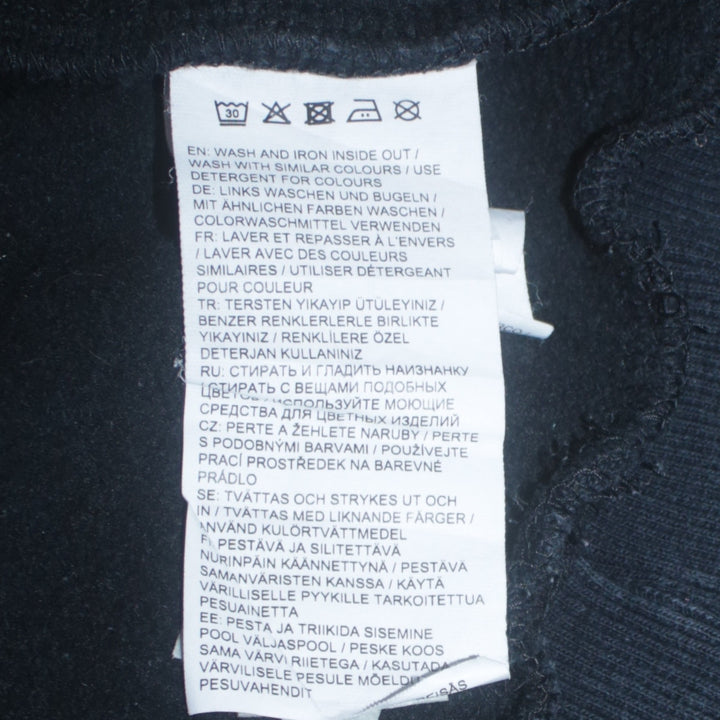 30
EN: WASH AND IRON INSIDE OUT /
WASH WITH SIMILAR COLOURS / USE
DETERGENT FOR COLOURS
DE: LINKS WASCHEN UND BUGELN /
MIT ÄHNLICHEN FARBEN WASCHEN /
COLORWASCHMITTEL VERWENDEN
FR: LAVER ET REPASSER À L'ENVERS
/ LAVER AVEC DES COULEURS
SIMILAIRES / UTILISER DÉTERGEANT
POUR COULEUR
TR: TERSTEN YIKAYIP ÜTÜLEYINIZ /
BENZER RENKLERLERLE BIRLIKTE
YIKAYINIZ / RENKLİLERE ÖZEL
DETERJAN KULLANINIZ
RU: СТИРАТЬ И ГЛАДИТЬ НАИЗНАНКУ
/ СТИРАТЬ С ВЕЩАМИ ПОДОБНЫХ
ИСПОЛЬЗУЙТЕ МОЮЩИЕ
СРЕДСТВА ДЛЯ ЦВЕТНЫХ ИЗДЕЛИЙ
CZ: PERTE A ŽEHLETE NARUBY / PERTE
S PODOBNÝMI BARVAMI / POUŽÍVEJTE
PRACÍ PROSTŘEDEK NA BAREVNÉ
PRÁDLO
SE: TVÄTTAS OCH STRYKES UT OCH
IN / TVÄTTAS MED LIKNANDE FÄRGER /
ANVÄND KULÖRTVÄTTMEDEL
PESTÄVÄ JA SILITETTÄVÄ
NURINPÄIN KÄÄNNETTYNÄ / PESTÄVÄ
SAMANVÄRISTEN KANSSA / KÄYTÄ
VÄRILLISELLE PYYKILLE TARKOITETTUA
PESUAINETTA
EE: PESTA JA TRIIKIDA SISEMINE
POOL VÄLJASPOOL / PESKE KOOS
SAMA VÄRVI RIIETEGA / KASUTADA
VÄRVILISELE PESULE MÕELDU
PESUVAHENDIT